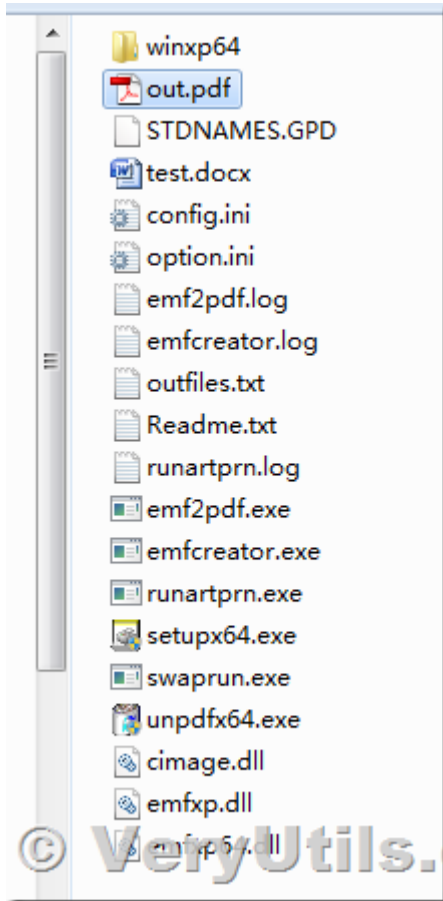 winxp64
out.pdf
STDNAMES.GPD
test.docx
config.ini
option.ini
emf2pdf.log
emfcreator.log
outfiles.txt
Readme.txt
runartprn.log
emf2pdf.exe
emfcreator.exe
runartprn.exe
setupx64.exe
swaprun.exe
unpdfx64.exe
cimage.dll
emfxp.dll
emfxp64.dll
© VeryUtils.